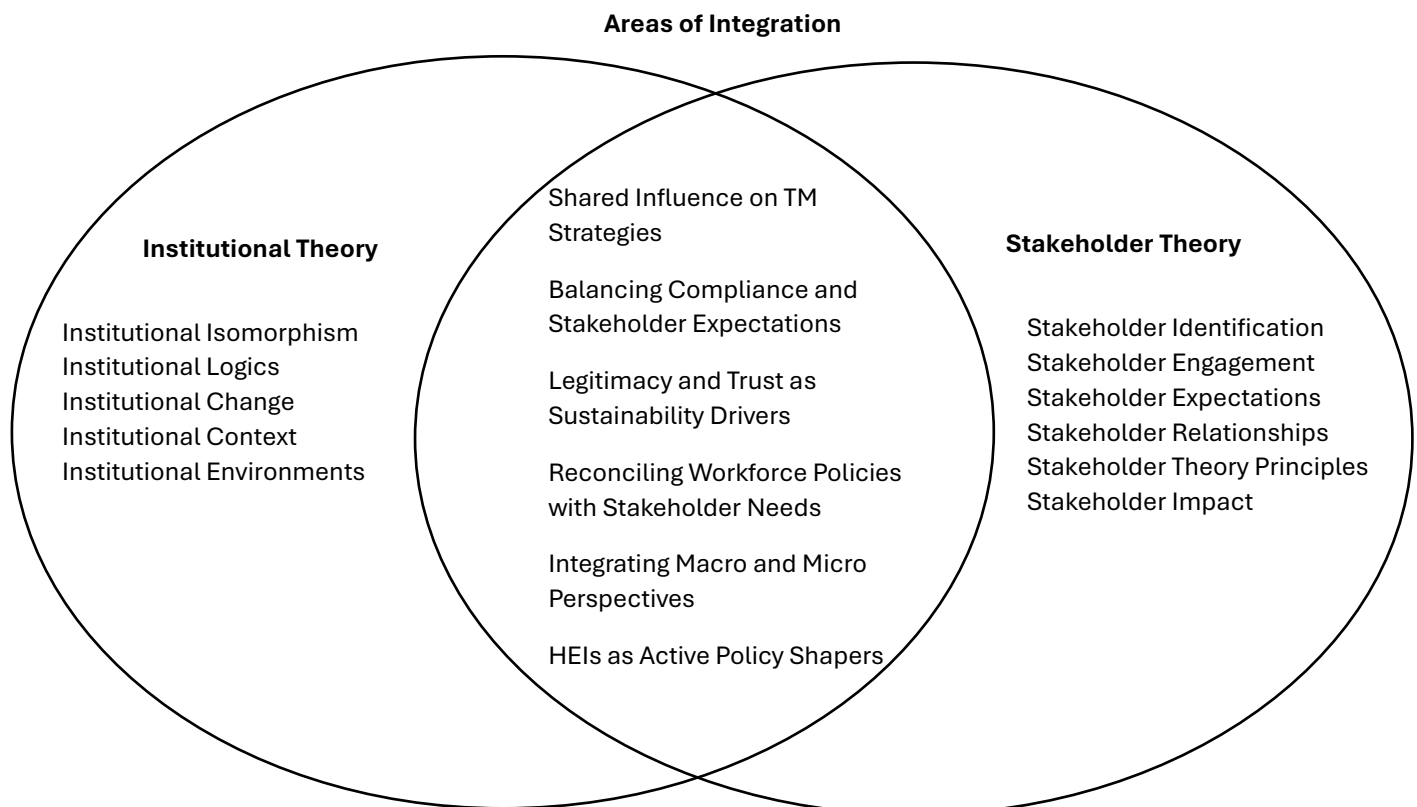 Areas of Integration
Institutional Theory
Institutional Isomorphism
Institutional Logics
Institutional Change
Institutional Context
Institutional Environments
Shared Influence on TM
Strategies
Balancing Compliance and
Stakeholder Expectations
Legitimacy and Trust as
Sustainability Drivers
Reconciling Workforce Policies
with Stakeholder Needs
Integrating Macro and Micro
Perspectives
HEIs as Active Policy Shapers
Stakeholder Theory
Stakeholder Identification
Stakeholder Engagement
Stakeholder Expectations
Stakeholder Relationships
Stakeholder Theory Principles
Stakeholder Impact